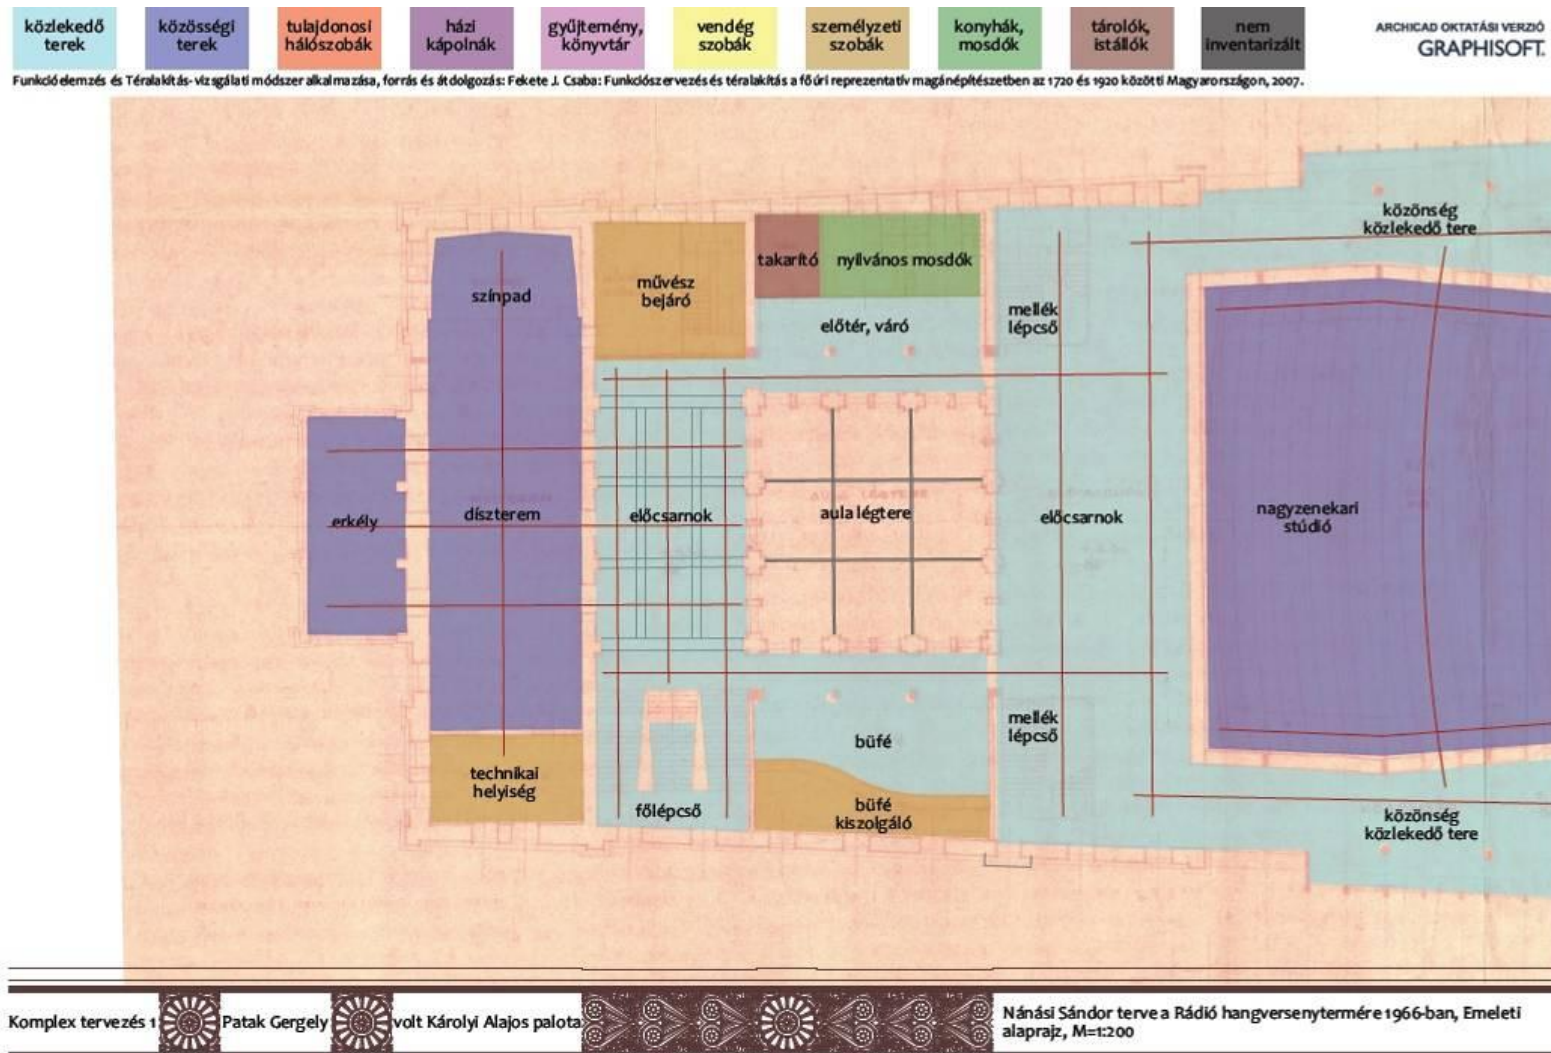 közlekedő
terek
közösségi
terek
tulajdonosi
hálószobák
házi
kápolnák
gyűjtemény,
könyvtár
vendég
szobák
személyzeti
szobák
konyhák,
mosdók
tárolók,
istállók
nem
inventarizált
ARCHICAD OKTATÁSI VERZIÓ
GRAPHISOFT.
Funkcióelemzés és Téralakítás-vizsgálati módszer alkalmazása, forrás és átdolgozás: Fekete J. Csaba: Funkciószervezés és téralakítás a főúri reprezentatív magánépítészetben az 1720 és 1920 közötti Magyarországon, 2007.
közönség
közlekedő tere
színpad
művész
bejáró
takarító
nyilvános mosdók
mellék
lépcső
előtér, váró
erkély
díszterem
előcsarnok
AULA LÉGTERE
aula légtere
előcsarnok
nagyzenekari
stúdió
mellék
lépcső
büfé
technikai
helyiség
főlépcső
büfé
kiszolgáló
közönség
közlekedő tere
Komplex tervezés 1
Patak Gergely
volt Károlyi Alajos palota
Nánási Sándor terve a Rádió hangversenytermére 1966-ban, Emeleti
alaprajz, M=1:200